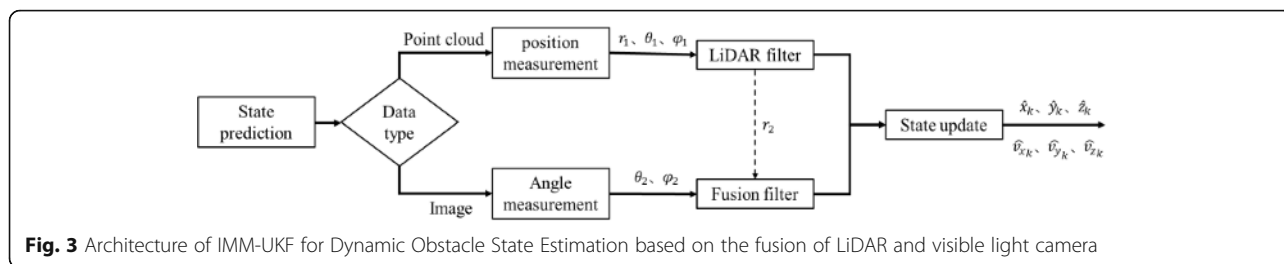 Point cloud
position
measurement
r₁、θ₁、φ₁
LiDAR filter
State
prediction
Data
type
r₂
State update
x̂ₖ、ŷₖ、ẑₖ
v̂ₓₖ、v̂_yₖ、v̂_zₖ
Image
Angle
measurement
θ₂、φ₂
Fusion filter
Fig. 3 Architecture of IMM-UKF for Dynamic Obstacle State Estimation based on the fusion of LiDAR and visible light camera